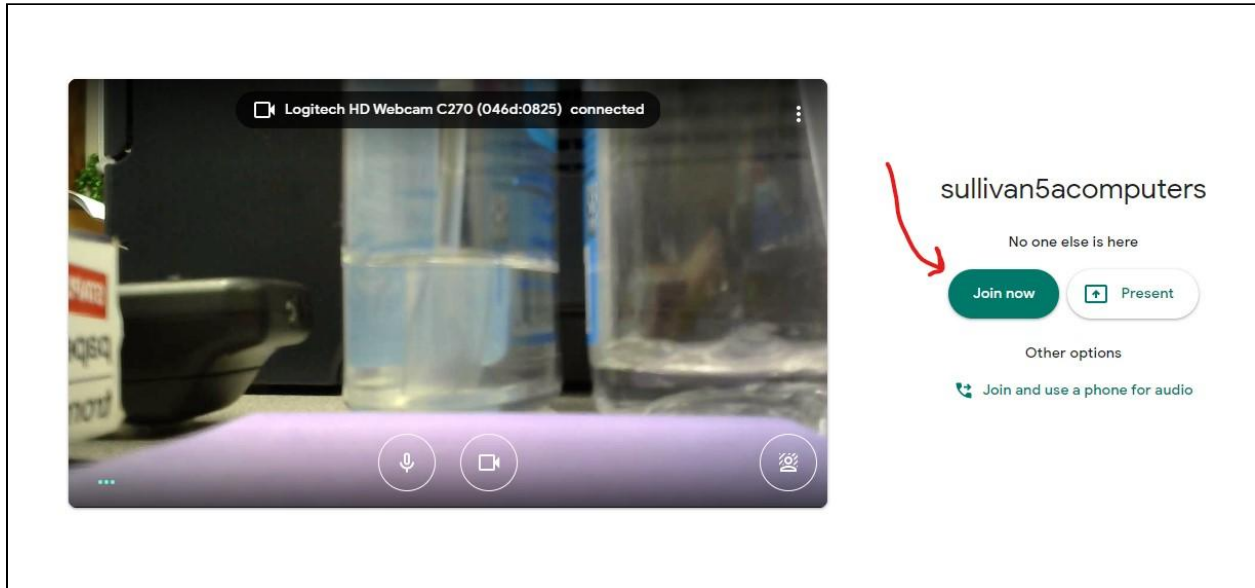 Logitech HD Webcam C270 (046d:0825) connected
sullivan5acomputers
No one else is here
Join now
Present
Other options
Join and use a phone for audio